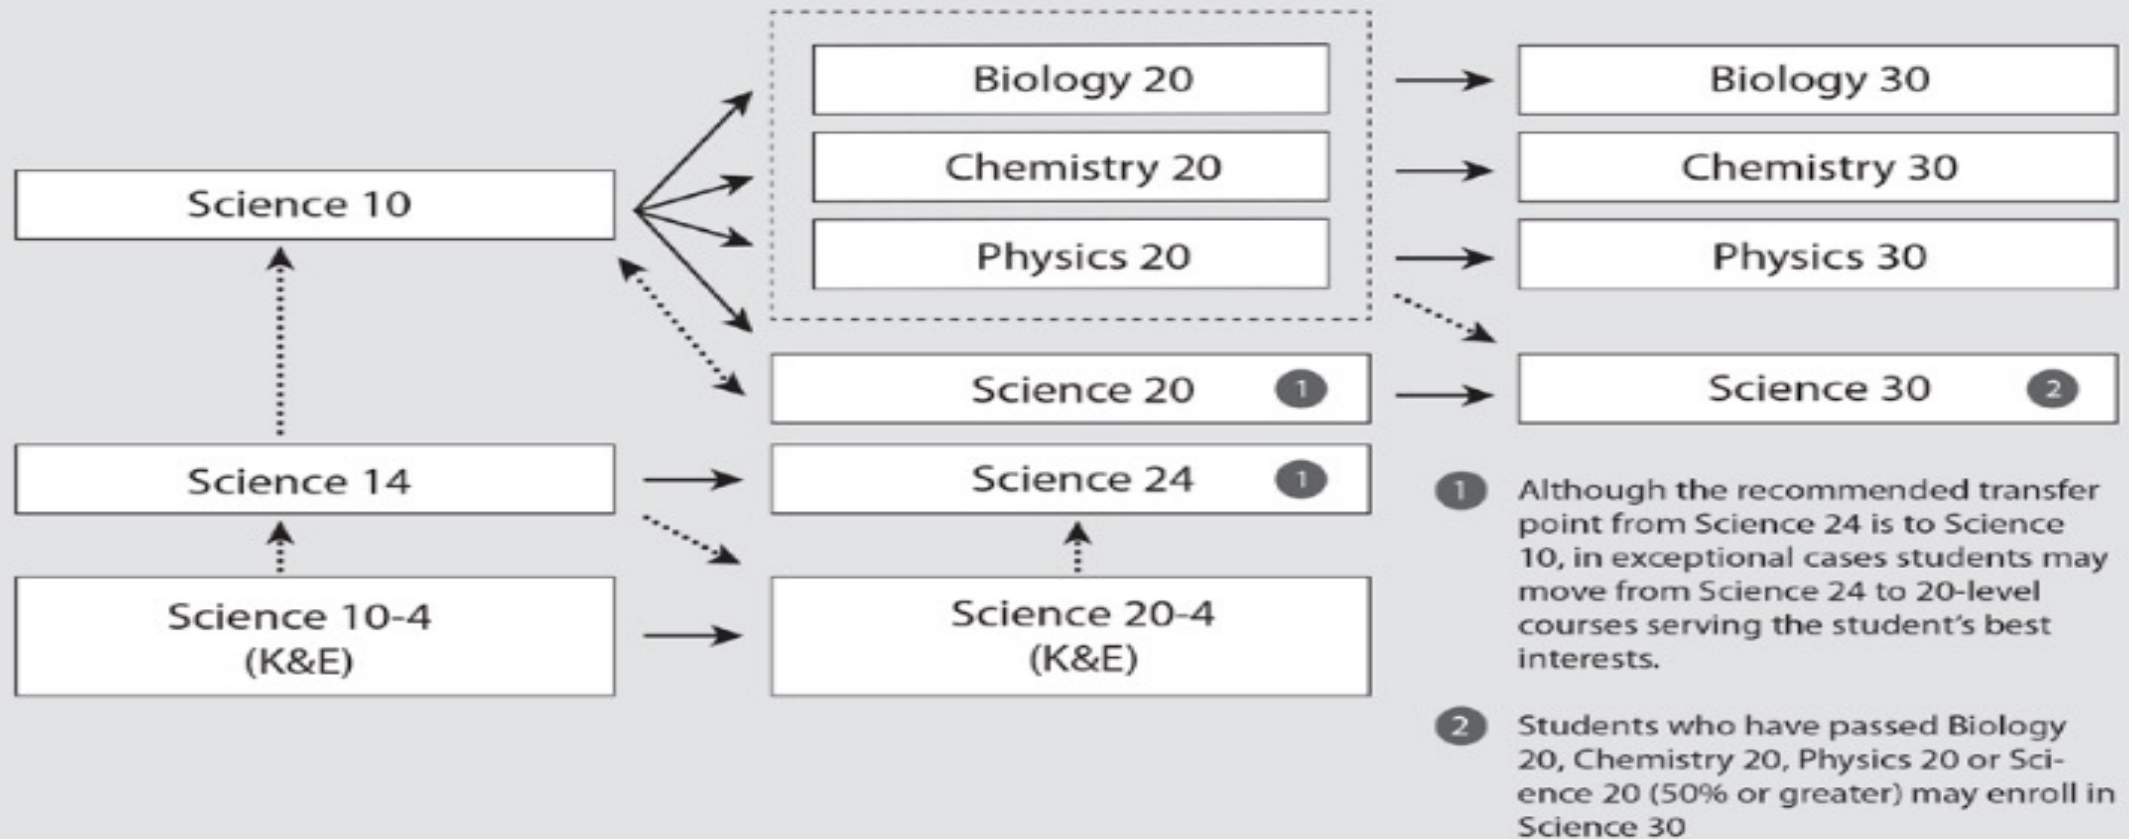 Biology 20
Biology 30
Chemistry 20
Chemistry 30
Science 10
Physics 20
Physics 30
Science 20 1
Science 30 2
Science 14
Science 24 1
Science 10-4
(K&E)
Science 20-4
(K&E)
1 Although the recommended transfer
point from Science 24 is to Science
10, in exceptional cases students may
move from Science 24 to 20-level
courses serving the student's best
interests.
2 Students who have passed Biology
20, Chemistry 20, Physics 20 or Sci-
ence 20 (50% or greater) may enroll in
Science 30